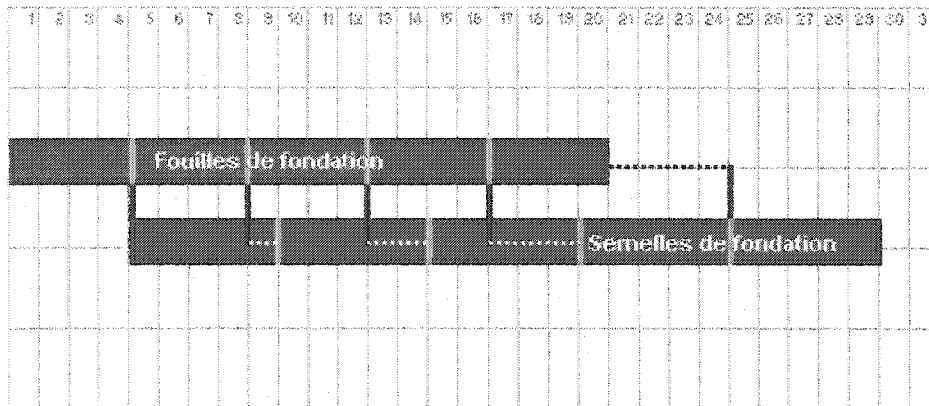 1 2 3 4 5 6 7 8 9 10 11 12 13 14 15 16 17 18 19 20 21 22 23 24 25 26 27 28 29 30 3
Fouilles de fondation
Semelles de fondation